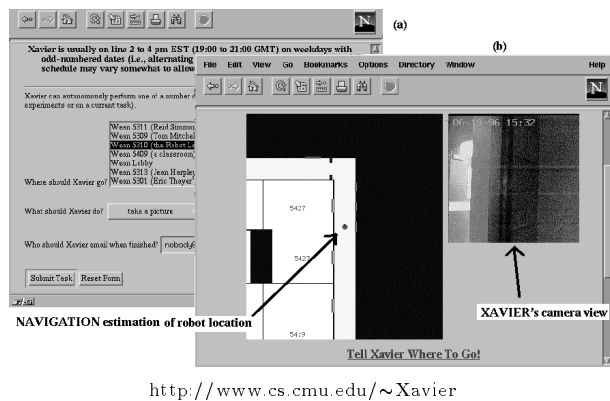 (a)
Xavier is usually on line 2 to 4 pm EST (19:00 to 21:00 GMT) on weekdays with
odd-numbered dates (i.e., alternating
schedule may vary somewhat to allow
Xavier can autonomously perform one of a number
experiments or on a current task).
Wean 5311 (Reid Simmo
Wean 5309 (Tom Mitchel
Wean 5310 (the Robot L
Wean 5409 (a classroom)
Wean Lobby
Wean 5313 (Jean Harpley
Where should Xavier go? Wean 5301 (Eric Thayer
What should Xavier do? take a picture
Who should Xavier email when finished? nobody@
Submit Task Reset Form
(b)
File Edit View Go Bookmarks Options Directory Window Help
N
N
06-19-96 15:32
5427
5427
5419
NAVIGATION estimation of robot location
XAVIER's camera view
Tell Xavier Where To Go!
http://www.cs.cmu.edu/~Xavier